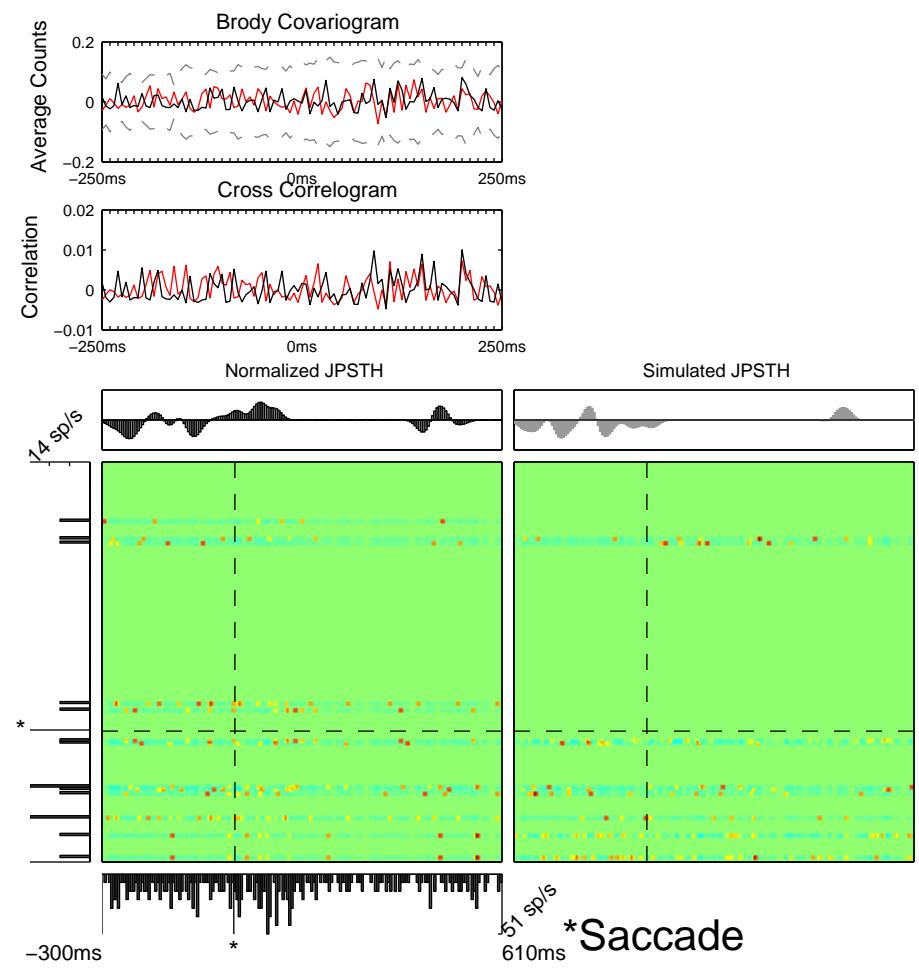 Brody Covariogram
Average Counts
0.2
0
−0.2
−250ms
0ms
250ms
Cross Correlogram
Correlation
0.02
0.01
0
−0.01
−250ms
0ms
250ms
Normalized JPSTH
Simulated JPSTH
14 sp/s
*
*
51 sp/s
−300ms
610ms
*Saccade